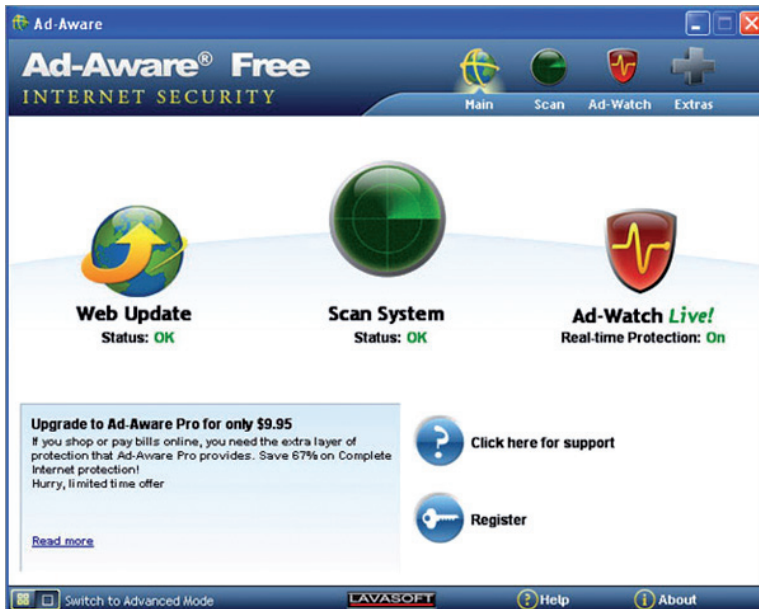 Ad-Aware
Ad-Aware® Free
INTERNET SECURITY
Main Scan Ad-Watch Extras
Web Update
Status: OK
Scan System
Status: OK
Ad-Watch Live!
Real-time Protection: On
Upgrade to Ad-Aware Pro for only $9.95
If you shop or pay bills online, you need the extra layer of
protection that Ad-Aware Pro provides. Save 67% on Complete
Internet protection!
Hurry, limited time offer
Read more
Click here for support
Register
Switch to Advanced Mode
LAVASOFT
Help
About